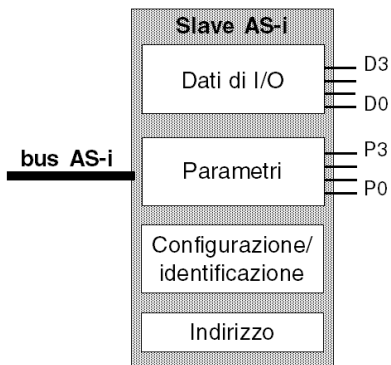 Slave AS-i
Dati di I/O
D3
D0
bus AS-i
Parametri
P3
P0
Configurazione/
identificazione
Indirizzo